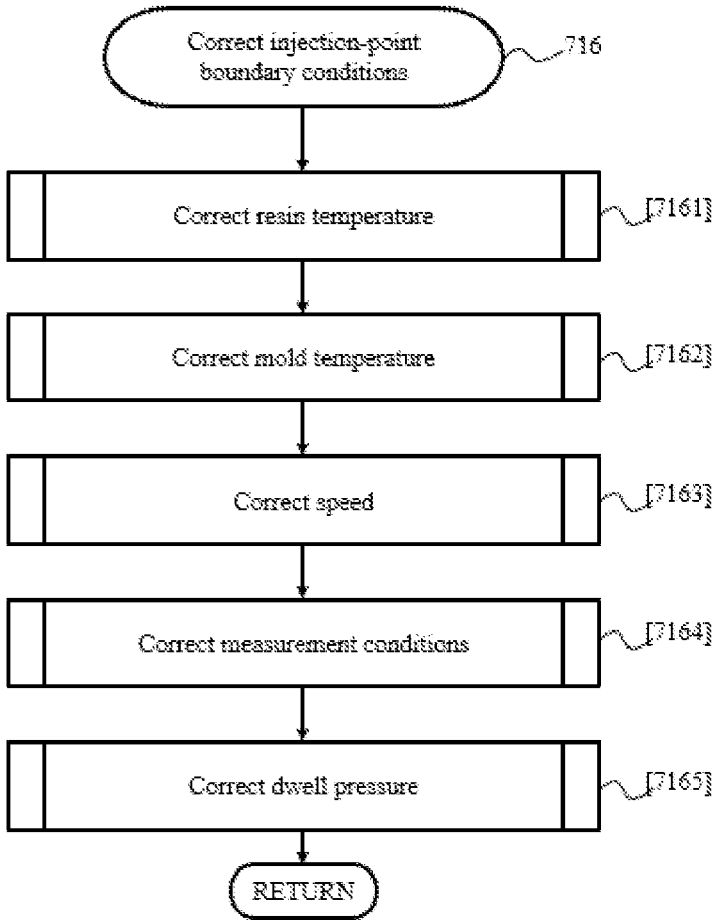 Correct injection-point
boundary conditions
716
Correct resin temperature
[7161]
Correct mold temperature
[7162]
Correct speed
[7163]
Correct measurement conditions
[7164]
Correct dwell pressure
[7165]
RETURN